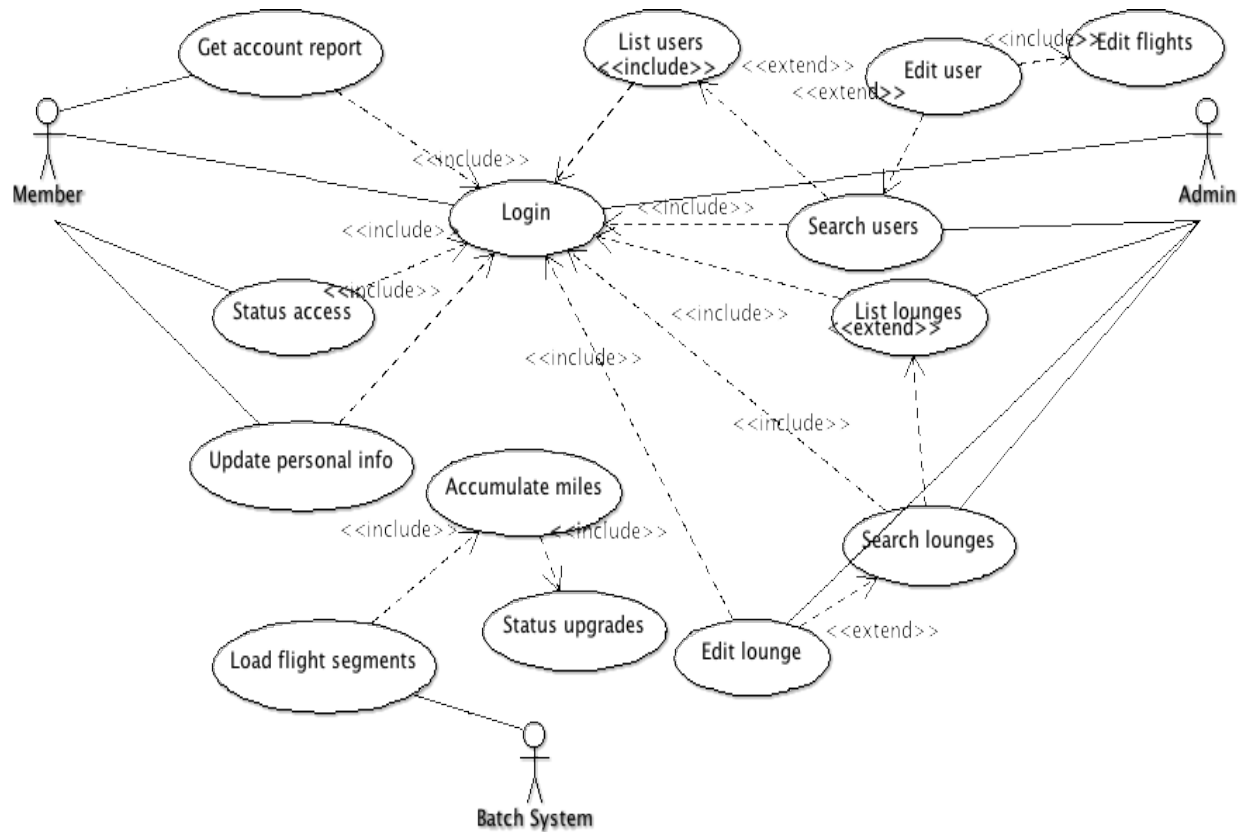 Get account report
List users
<<include>>
<<extend>>
Edit user
<<include>>
Edit flights
<<extend>>
Member
<<include>>
Login
Admin
<<include>>
<<include>>
Search users
Status access
<<include>>
List lounges
<<include>>
<<extend>>
<<include>>
<<include>>
Update personal info
Accumulate miles
<<include>>
<<include>>
Search lounges
Status upgrades
Edit lounge
<<extend>>
Load flight segments
Batch System